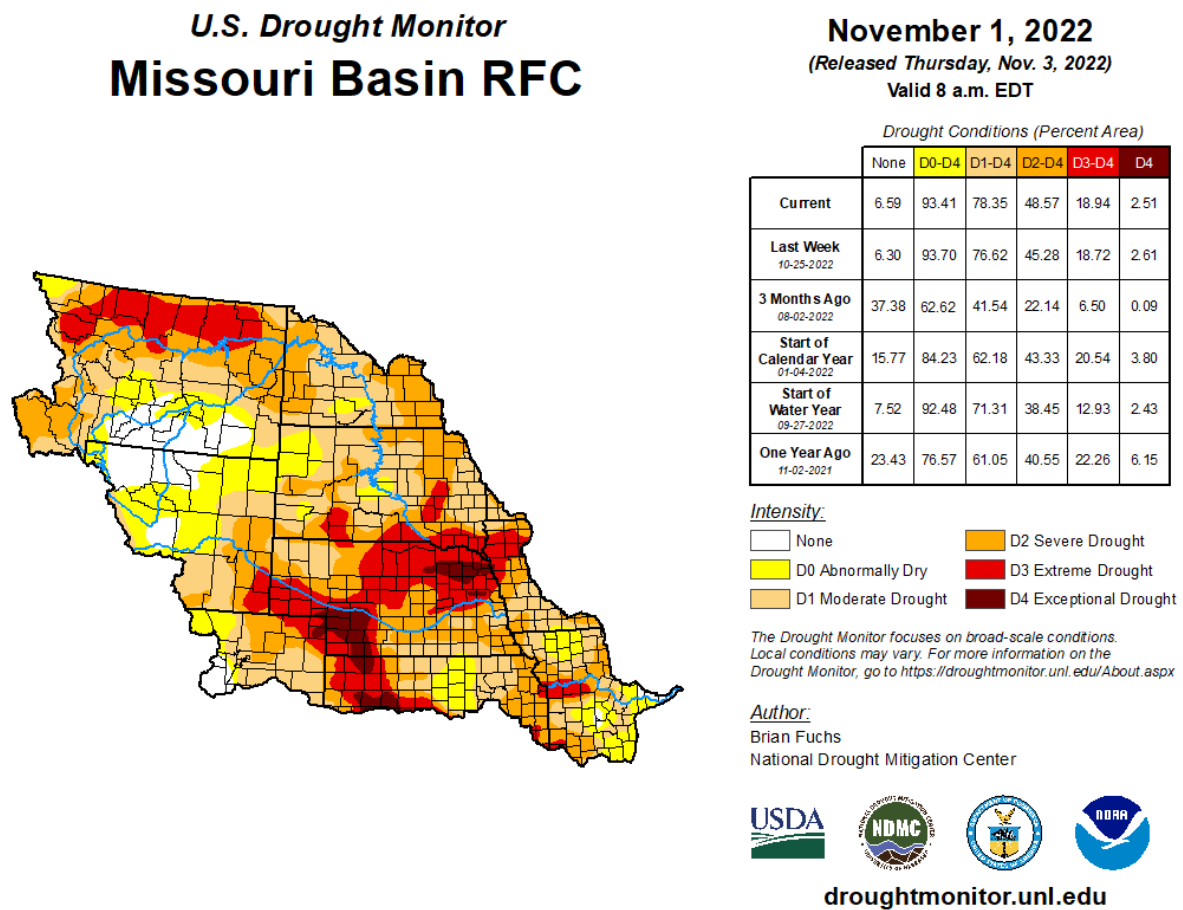 U.S. Drought Monitor
Missouri Basin RFC
November 1, 2022
(Released Thursday, Nov. 3, 2022)
Valid 8 a.m. EDT
Drought Conditions (Percent Area)
None D0-D4 D1-D4 D2-D4 D3-D4 D4
Current 6.59 93.41 78.35 48.57 18.94 2.51
Last Week
10-25-2022 6.30 93.70 76.62 45.28 18.72 2.61
3 Months Ago
08-02-2022 37.38 62.62 41.54 22.14 6.50 0.09
Start of
Calendar Year
01-04-2022 15.77 84.23 62.18 43.33 20.54 3.80
Start of
Water Year
09-27-2022 7.52 92.48 71.31 38.45 12.93 2.43
One Year Ago
11-02-2021 23.43 76.57 61.05 40.55 22.26 6.15
Intensity:
None
D0 Abnormally Dry
D1 Moderate Drought
D2 Severe Drought
D3 Extreme Drought
D4 Exceptional Drought
The Drought Monitor focuses on broad-scale conditions.
Local conditions may vary. For more information on the
Drought Monitor, go to https://droughtmonitor.unl.edu/About.aspx
Author:
Brian Fuchs
National Drought Mitigation Center
USDA
NDMC
NOAA
droughtmonitor.unl.edu